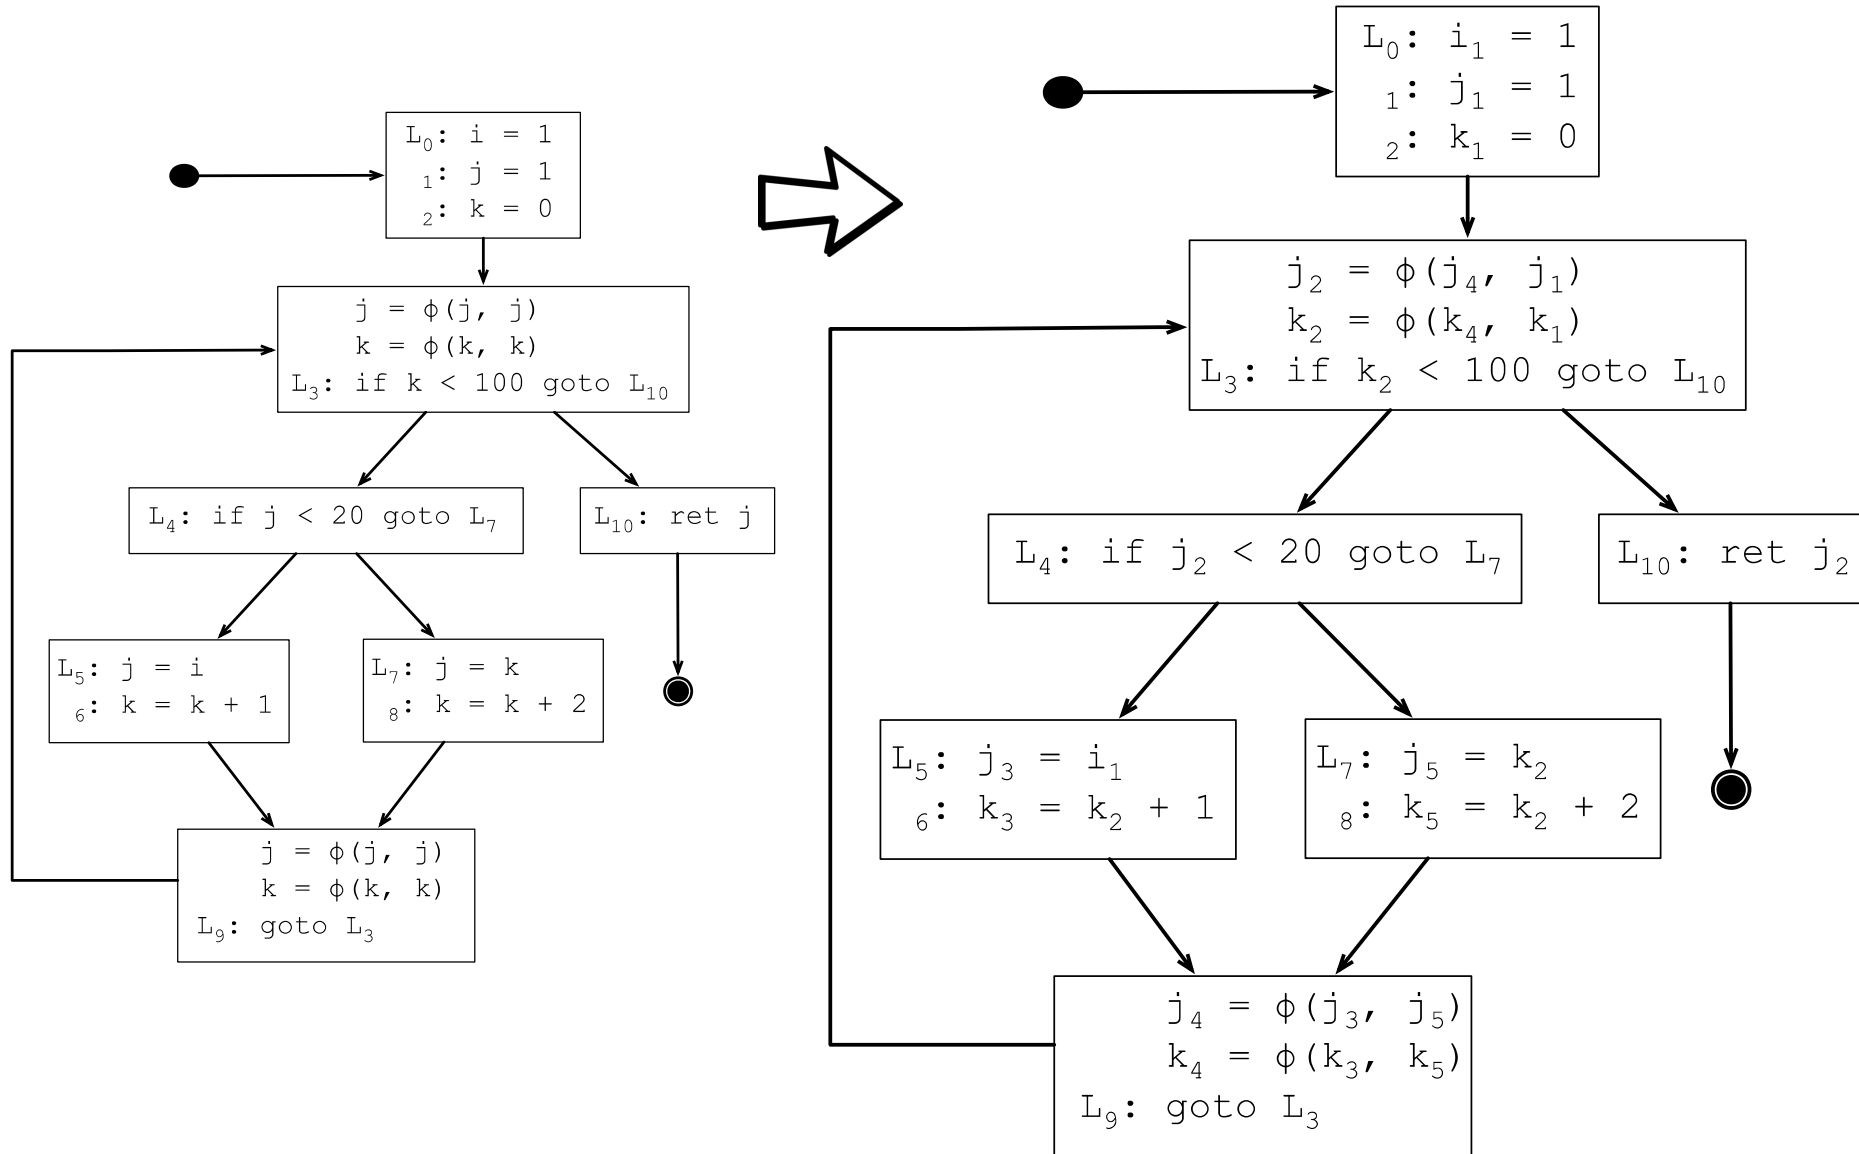 L₀: i = 1
₁: j = 1
₂: k = 0
j = ϕ(j, j)
k = ϕ(k, k)
L₃: if k < 100 goto L₁₀
L₄: if j < 20 goto L₇
L₁₀: ret j
L₅: j = i
₆: k = k + 1
L₇: j = k
₈: k = k + 2
j = ϕ(j, j)
k = ϕ(k, k)
L₉: goto L₃
L₀: i₁ = 1
₁: j₁ = 1
₂: k₁ = 0
j₂ = ϕ(j₄, j₁)
k₂ = ϕ(k₄, k₁)
L₃: if k₂ < 100 goto L₁₀
L₄: if j₂ < 20 goto L₇
L₁₀: ret j₂
L₅: j₃ = i₁
₆: k₃ = k₂ + 1
L₇: j₅ = k₂
₈: k₅ = k₂ + 2
j₄ = ϕ(j₃, j₅)
k₄ = ϕ(k₃, k₅)
L₉: goto L₃